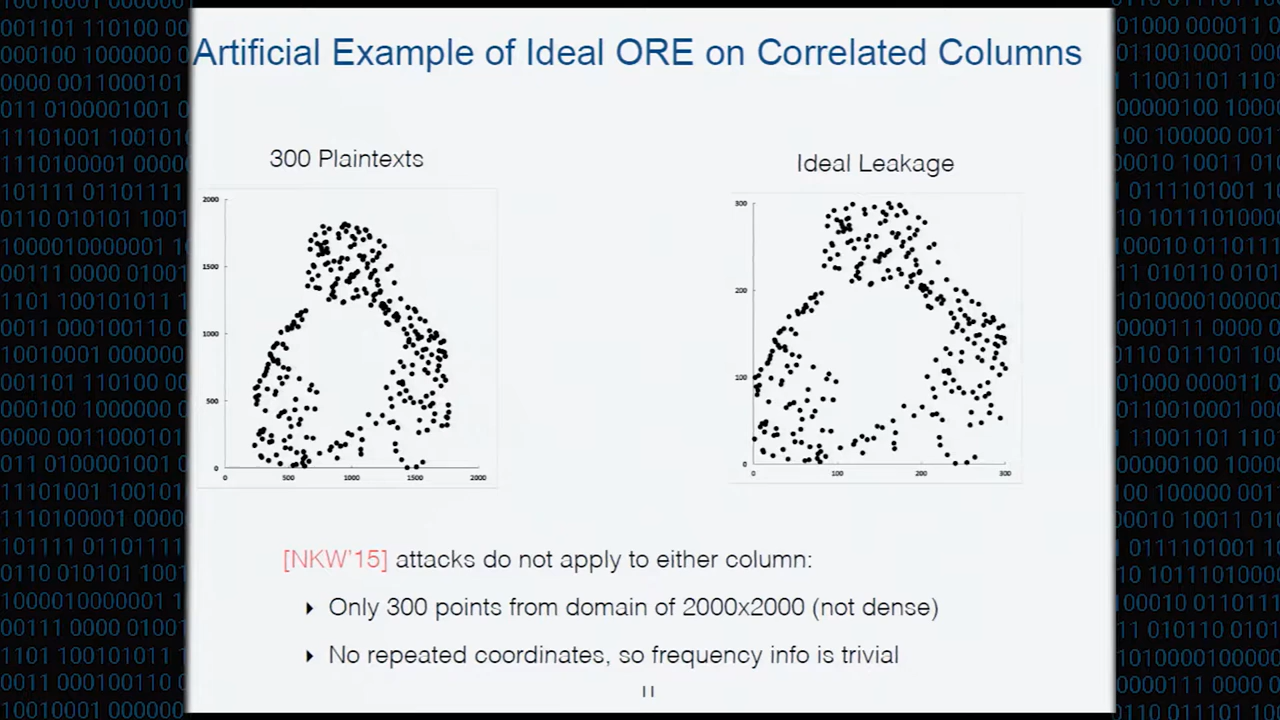 Artificial Example of Ideal ORE on Correlated Columns
300 Plaintexts
Ideal Leakage
2000
1500
1000
500
0
0 500 1000 1500 2000
300
200
100
0
0 100 200 300
[NKW'15] attacks do not apply to either column:
Only 300 points from domain of 2000x2000 (not dense)
No repeated coordinates, so frequency info is trivial
11